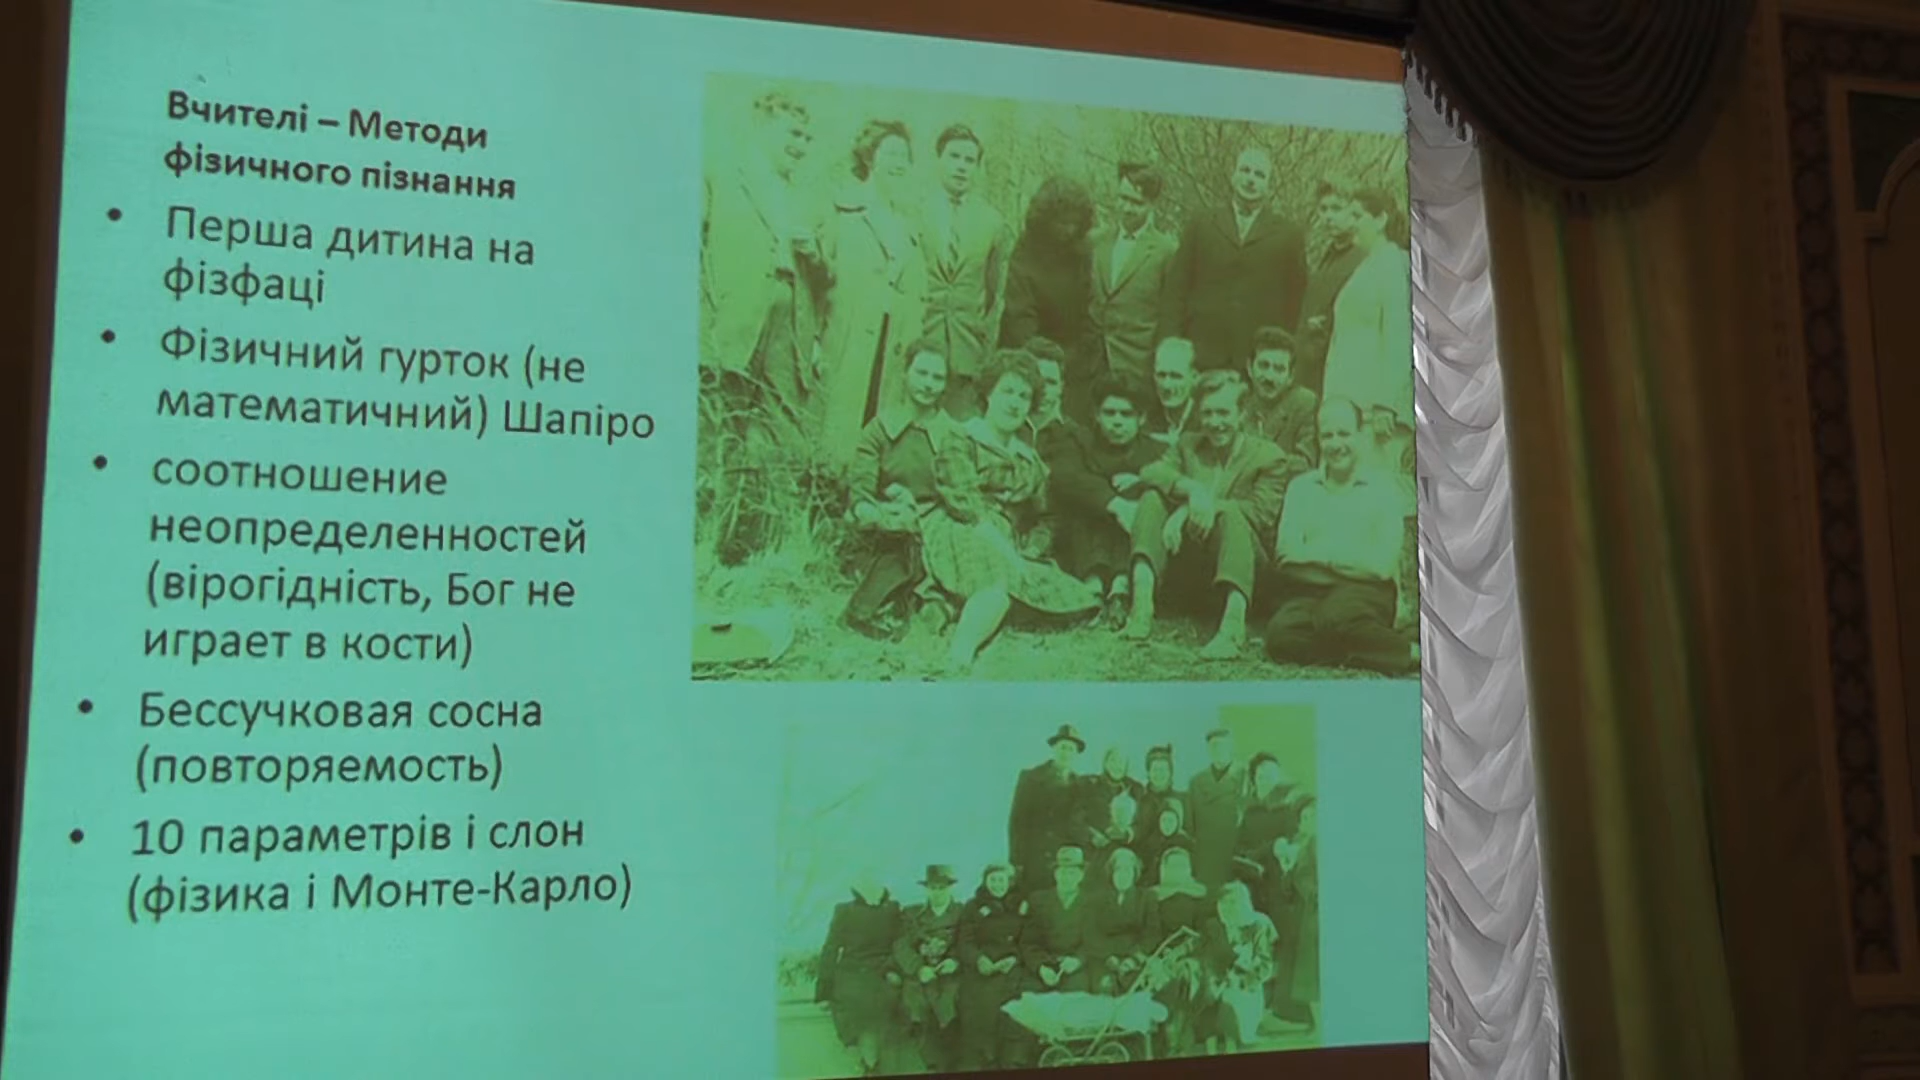 Вчителі – Методи
фізичного пізнання
• Перша дитина на
фізфаці
• Фізичний гурток (не
математичний) Шапіро
• соотношение
неопределенностей
(вірогідність, Бог не
играет в кости)
• Бессучковая сосна
(повторяемость)
• 10 параметрів і слон
(фізика і Монте-Карло)